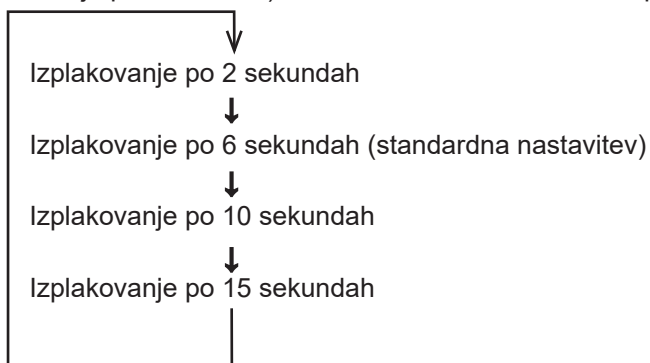 Izplakovanje po 2 sekundah
Izplakovanje po 6 sekundah (standardna nastavitev)
Izplakovanje po 10 sekundah
Izplakovanje po 15 sekundah